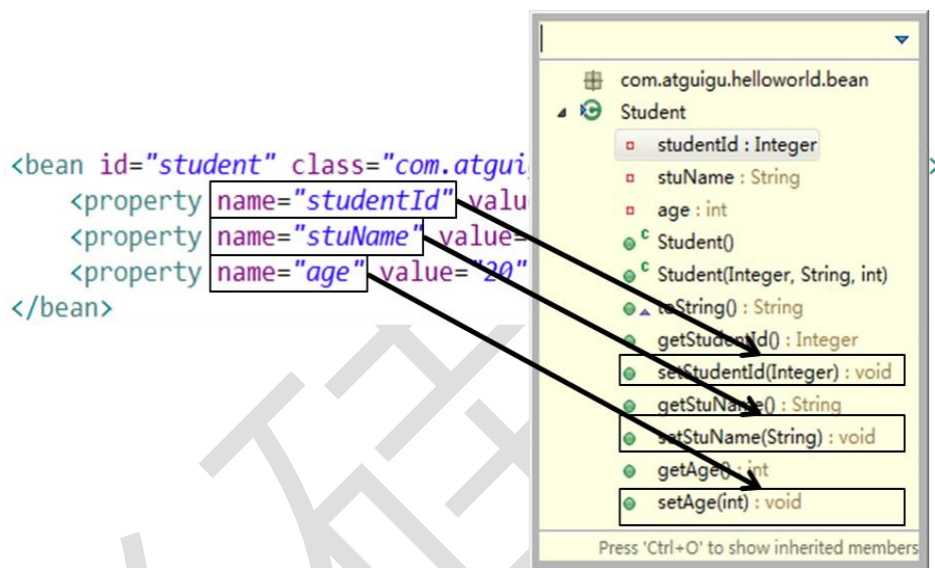 <bean id="student" class="com.atguig
<property name="studentId" valu
<property name="stuName" value=
<property name="age" value="20"
</bean>
com.atguigu.helloworld.bean
Student
studentId : Integer
stuName : String
age : int
C Student()
C Student(Integer, String, int)
toString() : String
getStudentId() : Integer
setStudentId(Integer) : void
getStuName() : String
setStuName(String) : void
getAge() : int
setAge(int) : void
Press 'Ctrl+O' to show inherited members